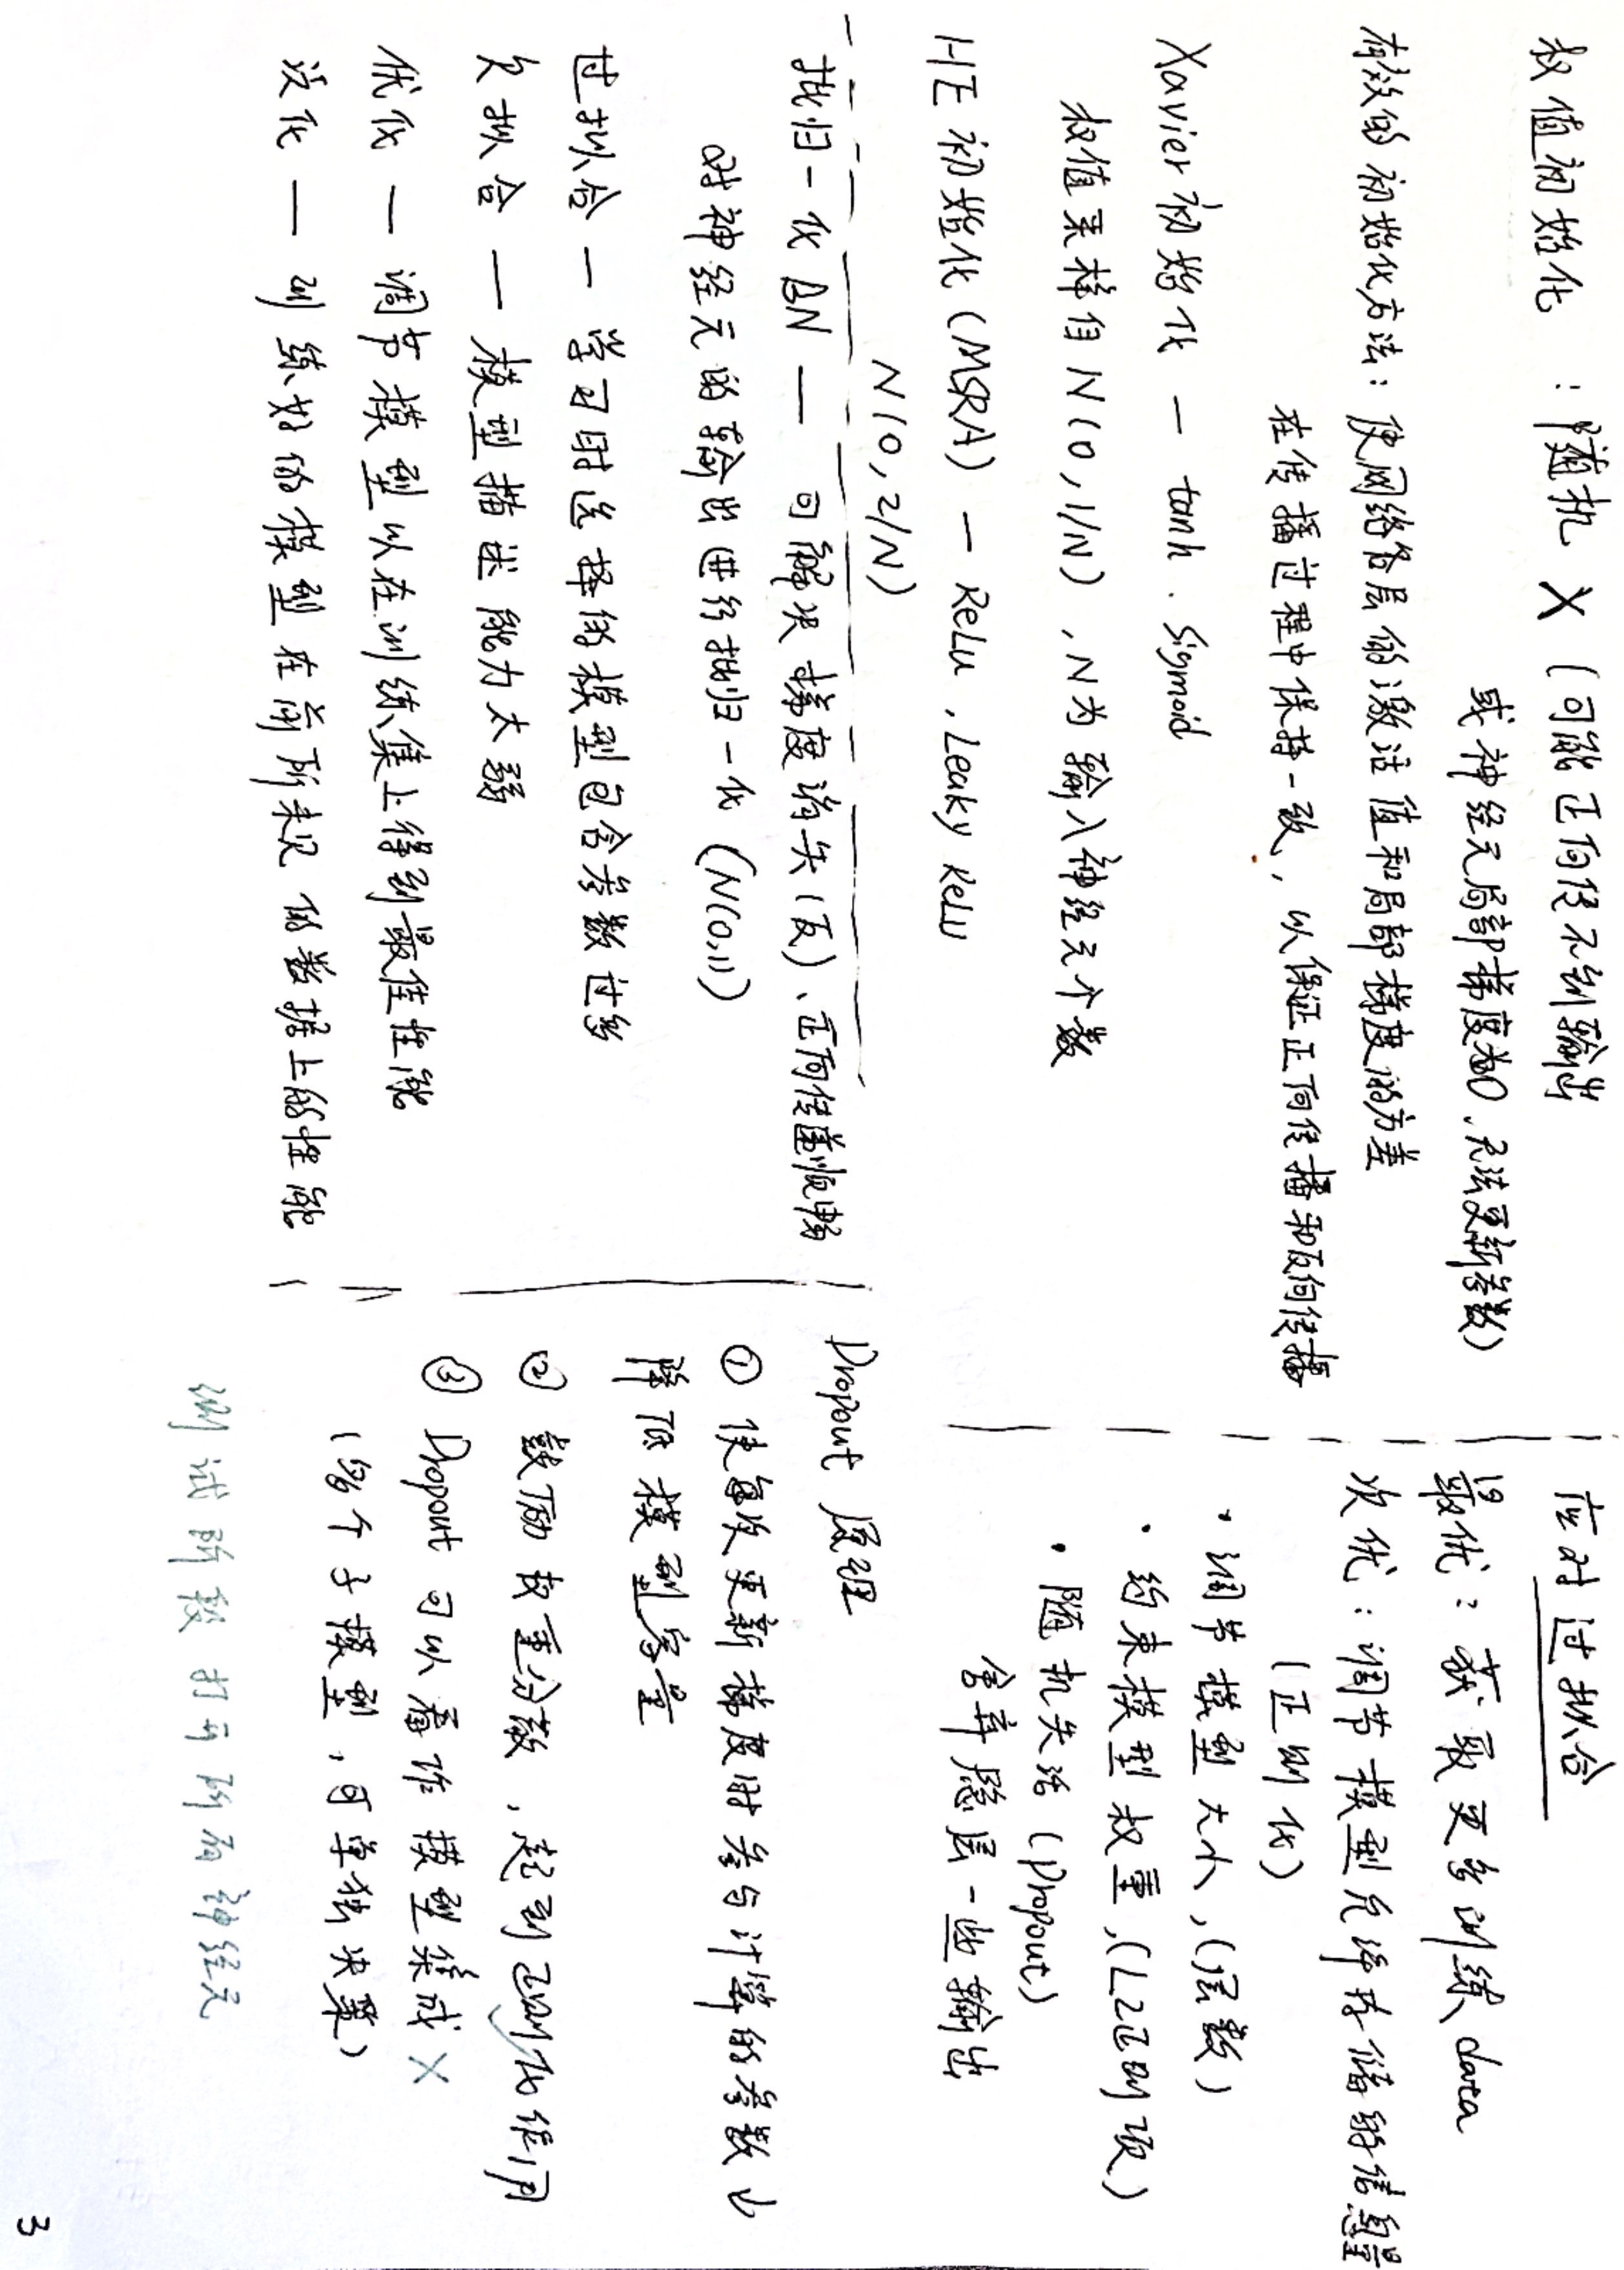 权值初始化 : 随机 X (可能正向传不到输出
或神经元局部梯度为0、无法更新参数)
有效的初始化方法: 使网络各层的激活值和局部梯度的方差
在传播过程中保持一致, 以保证正向传播和反向传播
Xavier初始化 — tanh . Sigmoid
权值采样自 N(0,1/N) , N为输入神经元个数
HE 初始化 (MSRA) — ReLu , Leaky ReLU
N(0,2/N)
批归一化 BN — 可解决梯度消失(反)、正向传递顺畅
对神经元的输出进行批归一化 (N(0,1))
过拟合 — 学习时选择的模型包含参数过多
欠拟合 — 模型描述能力太弱
优化 — 调节模型以在训练集上得到最佳性能
泛化 — 训练好的模型在前所未见的数据上的性能
应对过拟合
最优: 获取更多训练data
次优: 调节模型允许存储的信息量
(正则化)
· 调节模型大小,(层数)
· 约束模型权重,(L2正则项)
· 随机失活 (Dropout)
舍弃隐层一些输出
Dropout 原理
① 使每次更新梯度时参与计算的参数↓
降低模型容量
② 鼓励权重分散, 起到正则化作用
③ Dropout 可以看作模型集成 X
(多个子模型, 可单独决策)
测试阶段打开所有神经元
3